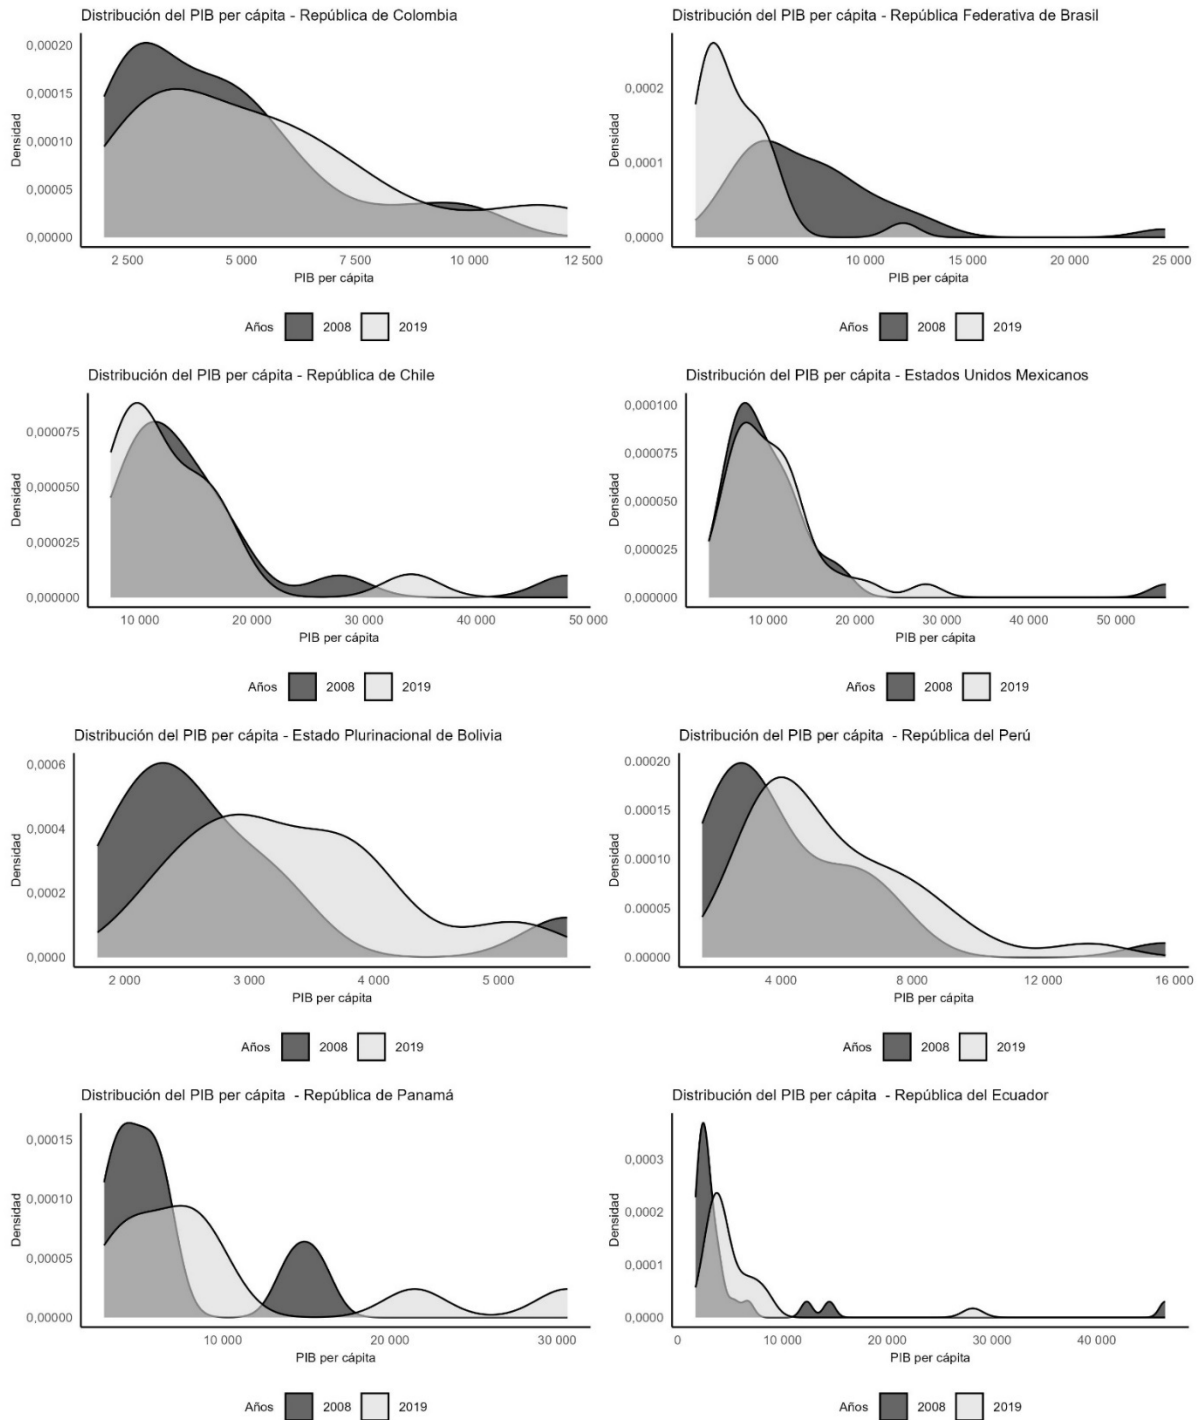 Distribución del PIB per cápita - República de Colombia
0,00020
0,00015
0,00010
0,00005
0,00000
Densidad
2 500 5 000 7 500 10 000 12 500
PIB per cápita
Años 2008 2019
Distribución del PIB per cápita - República Federativa de Brasil
0,0002
0,0001
0,0000
Densidad
5 000 10 000 15 000 20 000 25 000
PIB per cápita
Años 2008 2019
Distribución del PIB per cápita - República de Chile
0,000075
0,000050
0,000025
0,000000
Densidad
10 000 20 000 30 000 40 000 50 000
PIB per cápita
Años 2008 2019
Distribución del PIB per cápita - Estados Unidos Mexicanos
0,000100
0,000075
0,000050
0,000025
0,000000
Densidad
10 000 20 000 30 000 40 000 50 000
PIB per cápita
Años 2008 2019
Distribución del PIB per cápita - Estado Plurinacional de Bolivia
0,0006
0,0004
0,0002
0,0000
Densidad
2 000 3 000 4 000 5 000
PIB per cápita
Años 2008 2019
Distribución del PIB per cápita - República del Perú
0.00020
0.00015
0.00010
0.00005
0.00000
Densidad
4 000 8 000 12 000 16 000
PIB per cápita
Años 2008 2019
Distribución del PIB per cápita - República de Panamá
0,00015
0,00010
0,00005
0,00000
Densidad
10 000 20 000 30 000
PIB per cápita
Años 2008 2019
Distribución del PIB per cápita - República del Ecuador
0,0003
0,0002
0,0001
0,0000
Densidad
0 10 000 20 000 30 000 40 000
PIB per cápita
Años 2008 2019